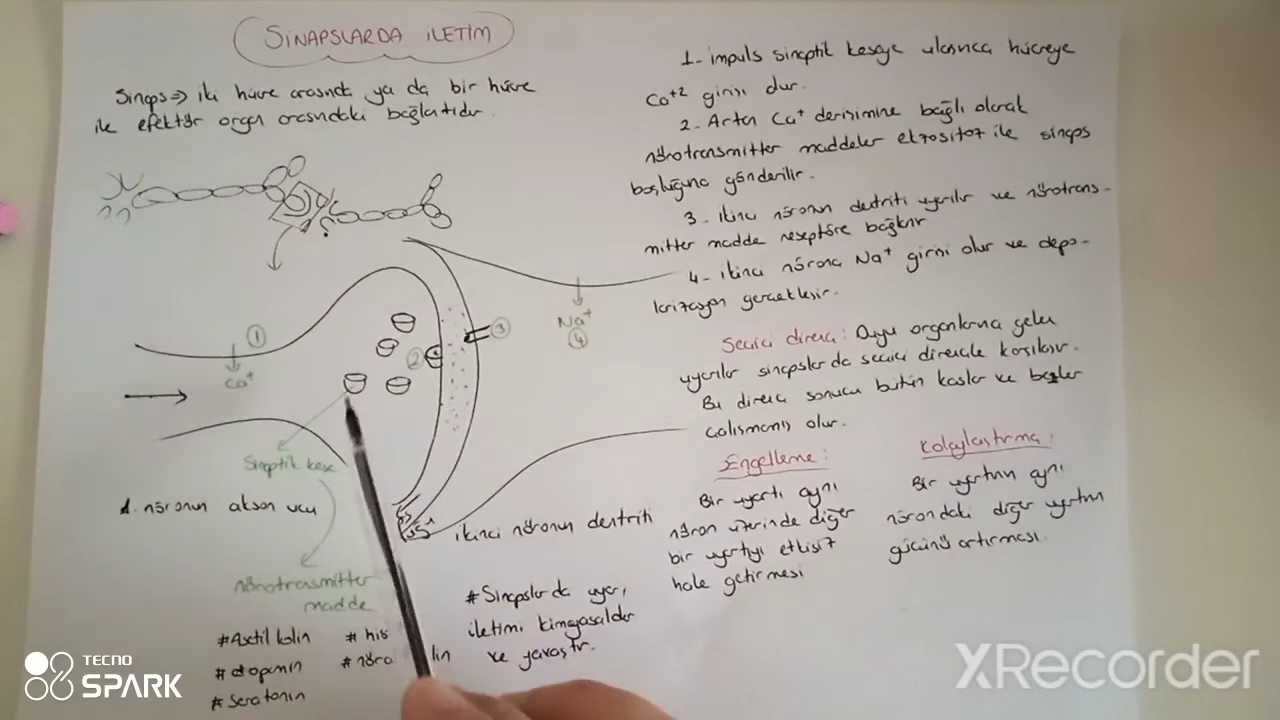 SINAPSLARDA İLETİM
Sinaps => iki hücre arasında ya da bir hücre
ile efektör organ arasındaki bağlantıdır.
1- impuls sinaptik keseye ulaşınca hücreye
Ca+2 girişi olur.
2. Artan Ca+ derişimine bağlı olarak
nörotransmitter maddeler ekzositoz ile sinaps
boşluğuna gönderilir.
3- ikinci nöronun dentriti uyarılır ve nörotrans-
mitter madde reseptöre bağlanır
4- ikinci nörona Na+ girişi olur ve depo-
larizasyon gerçekleşir.
Seçici direnç: Duyu organlarına gelen
uyarılar sinapslarda seçici dirençle karşılaşır.
Bu direnç sonucu bütün kaslar ve bezler
çalışmamış olur.
Engelleme:
Bir uyartı aynı
nöron üzerinde diğer
bir uyartıyı etkisiz
hale getirmesi
Kolaylaştırma:
Bir uyartının aynı
nörondaki diğer uyartının
gücünü artırması.
1
Ca+
2
3
Na+
4
Sinaptik kese
1. nöronun akson ucu
ikinci nöronun dentriti
nörotransmitter
madde
#Asetilkolin #his
#dopamin #nöra lin
#Seratonin
#Sinapslarda uyarı
iletimi kimyasaldır
ve yavaştır.
TECNO
SPARK
XRecorder